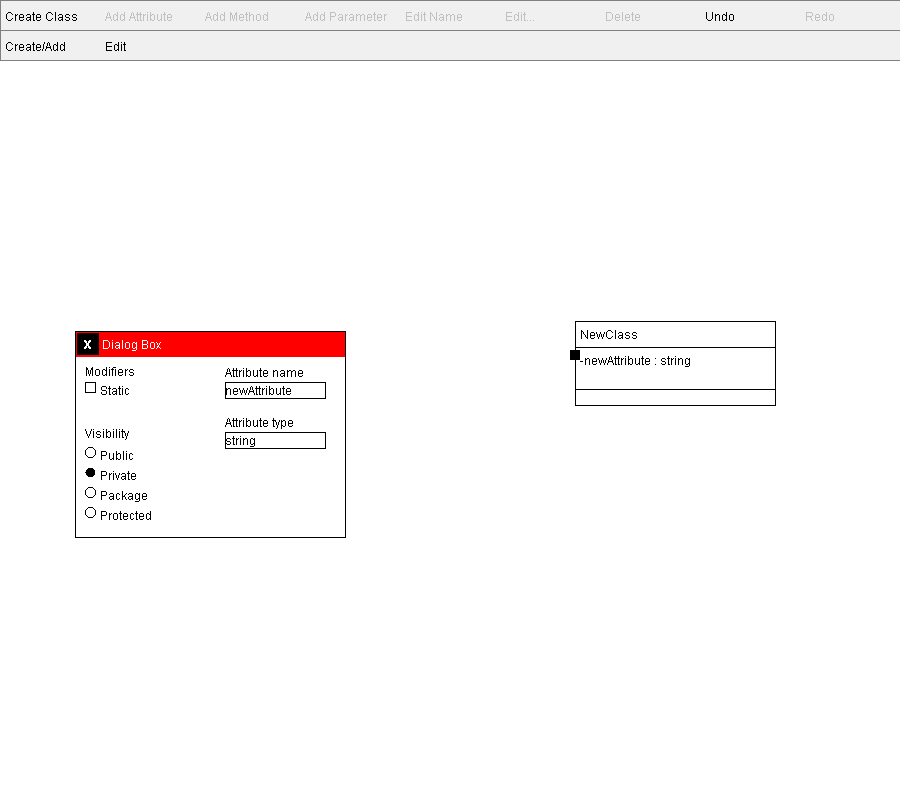 Create Class Add Attribute Add Method Add Parameter Edit Name Edit... Delete Undo Redo
Create/Add Edit
X Dialog Box
Modifiers
Static
Visibility
Public
Private
Package
Protected
Attribute name
newAttribute
Attribute type
string
NewClass
-newAttribute : string